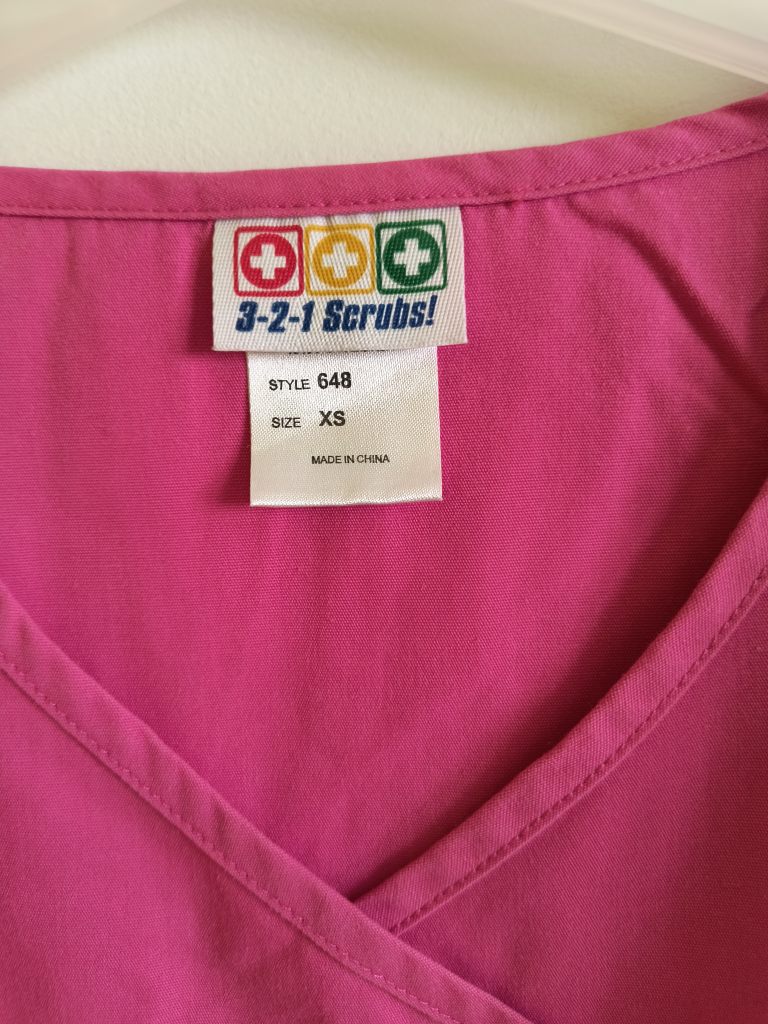 3-2-1 Scrubs!
STYLE 648
SIZE XS
MADE IN CHINA